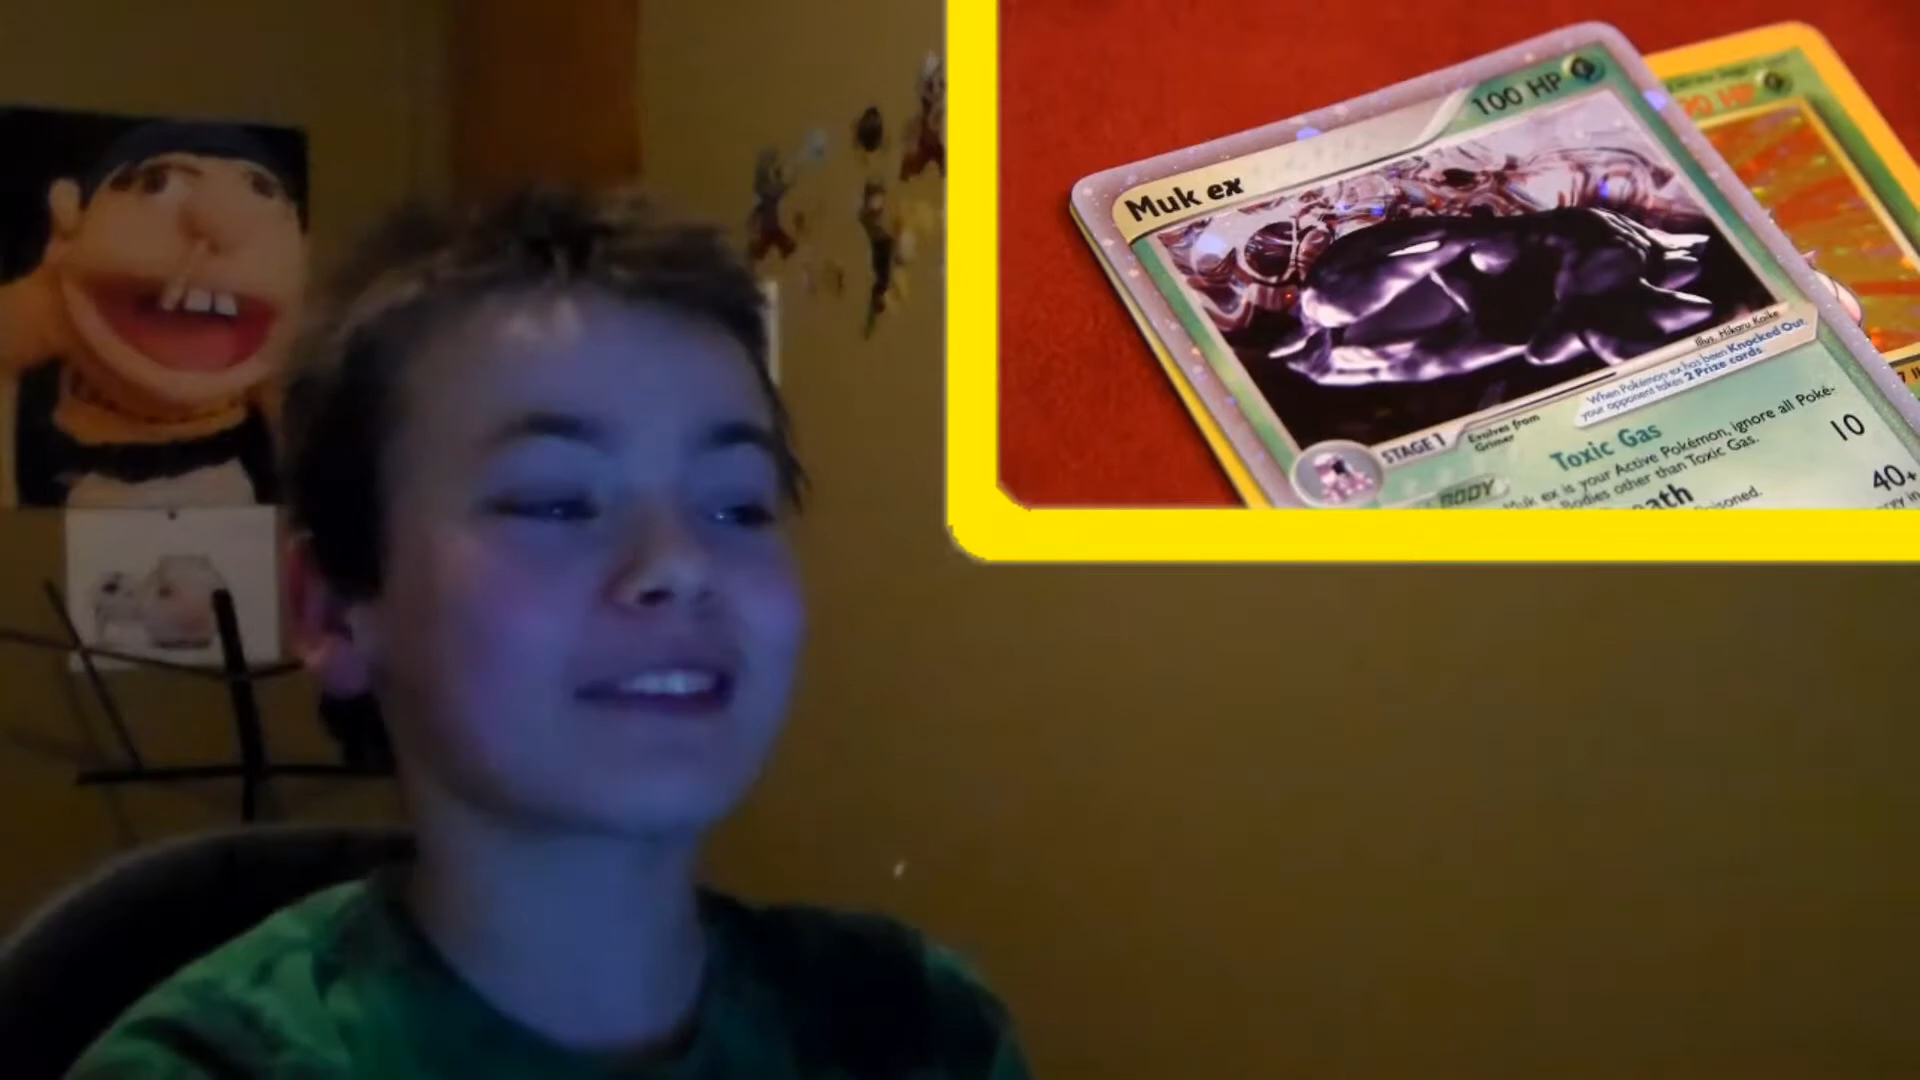 100 HP
Muk ex
Illus. Hikaru Koike
When Pokémon-ex has been Knocked Out,
your opponent takes 2 Prize cards.
STAGE 1
Evolves from
Grimer
Toxic Gas
BODY
Muk ex is your Active Pokémon, ignore all Poké-
Bodies other than Toxic Gas.
10
40+
HP